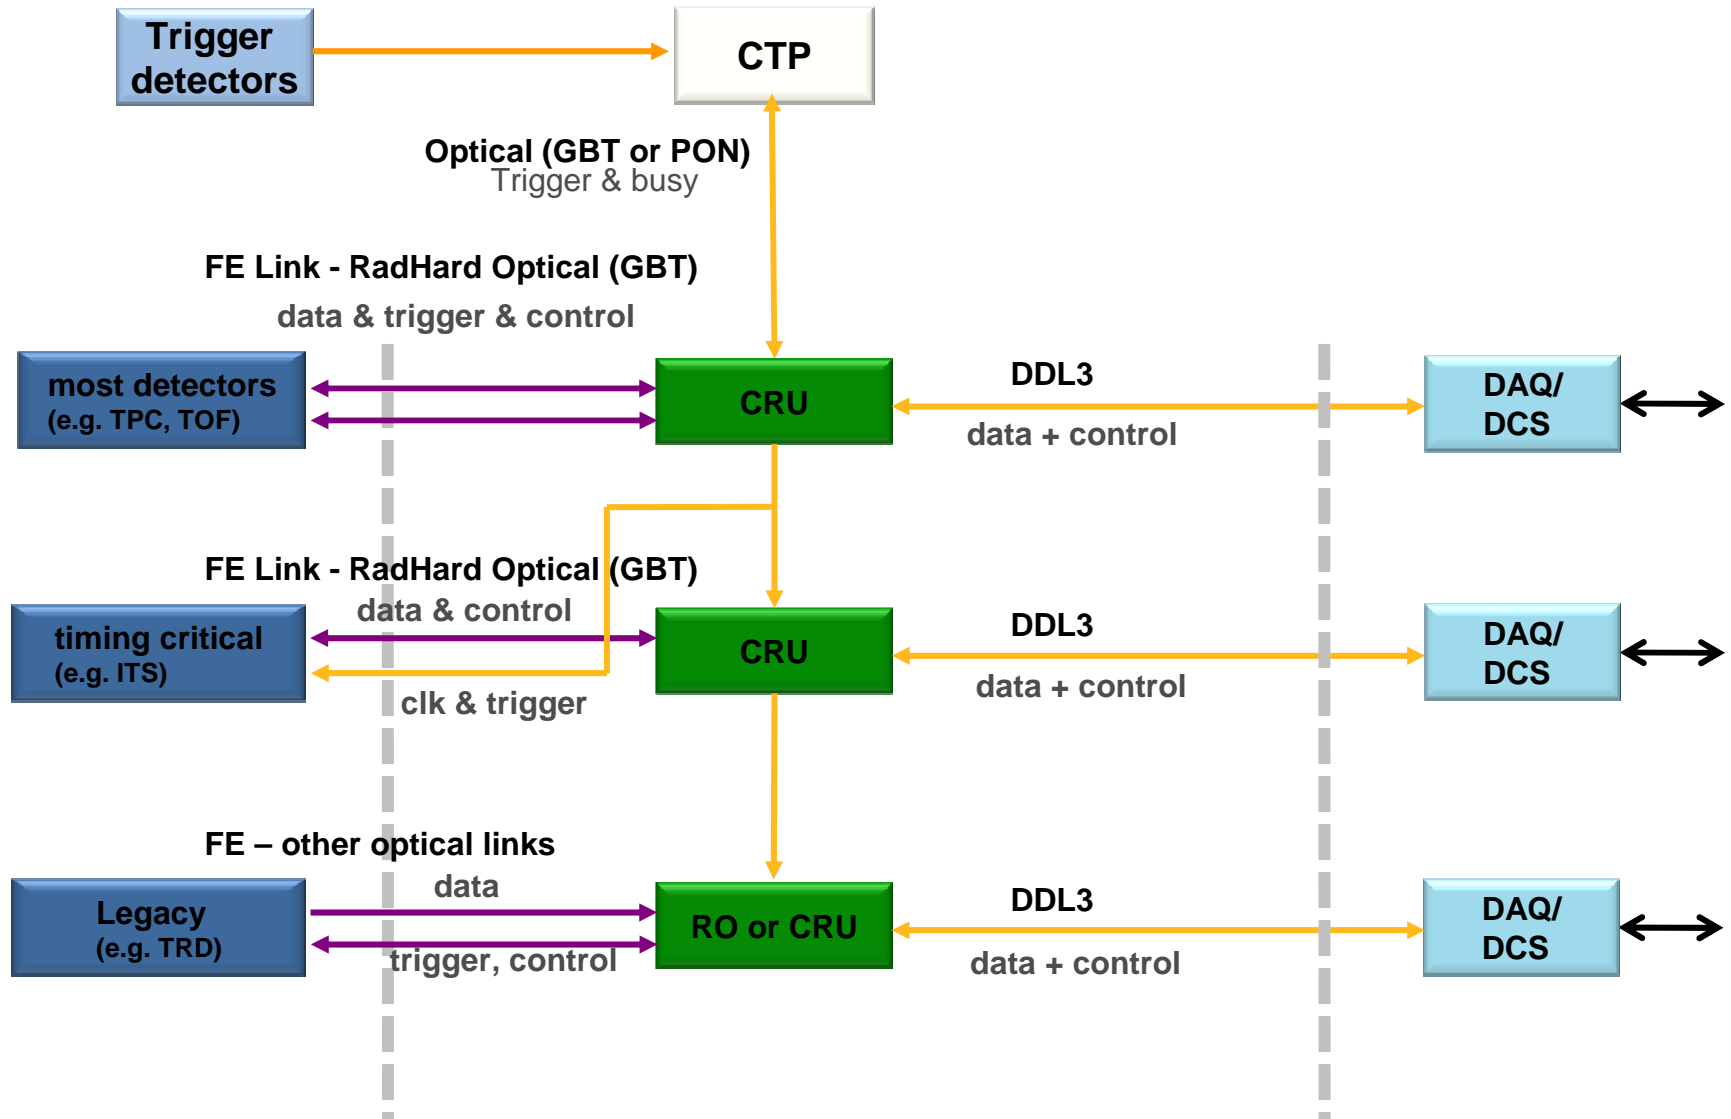 Trigger
detectors
CTP
Optical (GBT or PON)
Trigger & busy
FE Link - RadHard Optical (GBT)
data & trigger & control
most detectors
(e.g. TPC, TOF)
CRU
DDL3
data + control
DAQ/
DCS
FE Link - RadHard Optical (GBT)
data & control
timing critical
(e.g. ITS)
clk & trigger
CRU
DDL3
data + control
DAQ/
DCS
FE – other optical links
data
Legacy
(e.g. TRD)
trigger, control
RO or CRU
DDL3
data + control
DAQ/
DCS